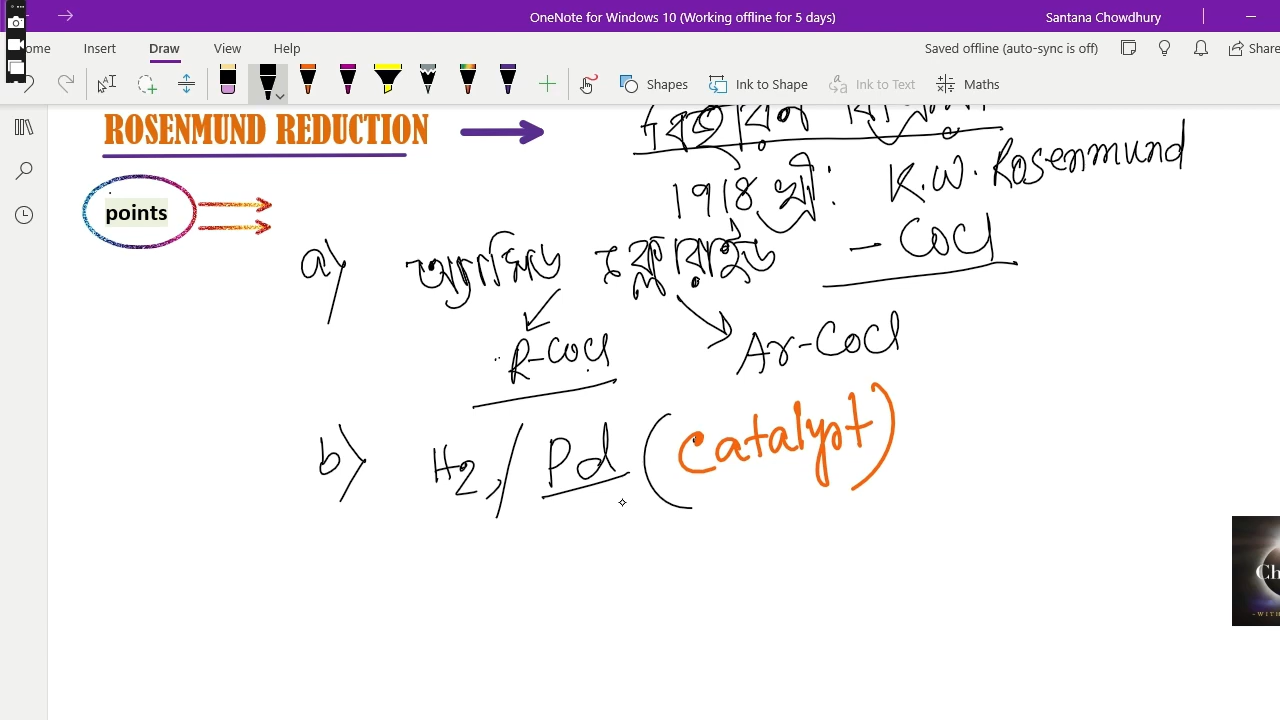 OneNote for Windows 10 (Working offline for 5 days)
Santana Chowdhury
ome Insert Draw View Help
Saved offline (auto-sync is off)
Share
Shapes Ink to Shape Ink to Text Maths
ROSENMUND REDUCTION
1918 খ্রী: K.W. Rosenmund
points
a) অ্যাসিড ক্লোরাইড - COCl
R-COCl Ar-COCl
b) H2, / Pd (Catalyst)
Ch